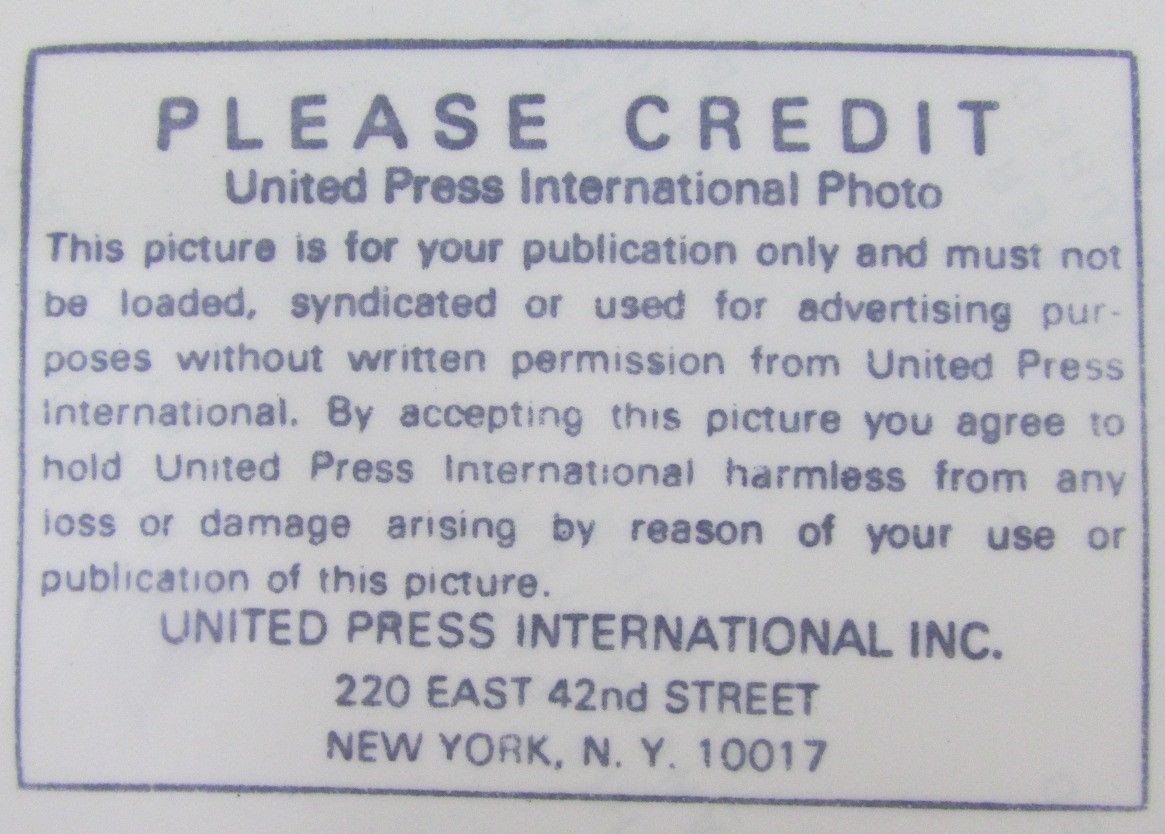 PLEASE CREDIT
United Press International Photo
This picture is for your publication only and must not
be loaded, syndicated or used for advertising pur-
poses without written permission from United Press
International. By accepting this picture you agree to
hold United Press International harmless from any
loss or damage arising by reason of your use or
publication of this picture.
UNITED PRESS INTERNATIONAL INC.
220 EAST 42nd STREET
NEW YORK, N. Y. 10017